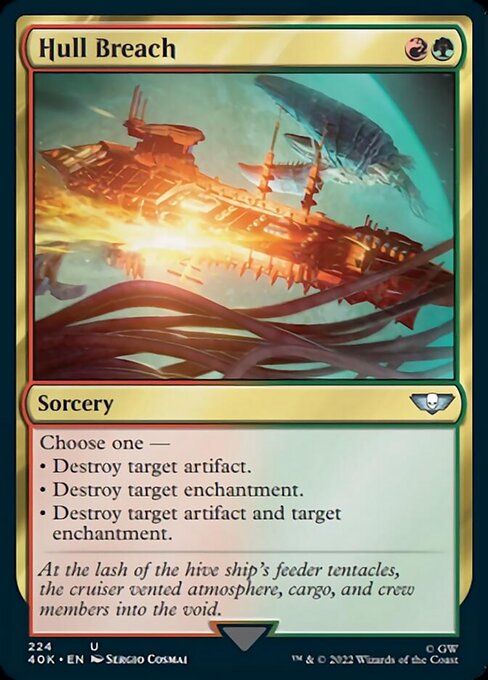 Hull Breach
Sorcery
Choose one —
• Destroy target artifact.
• Destroy target enchantment.
• Destroy target artifact and target
enchantment.
At the lash of the hive ship's feeder tentacles,
the cruiser vented atmosphere, cargo, and crew
members into the void.
224 U
40K • EN Sergio Cosmai
© GW
™ & © 2022 Wizards of the Coast